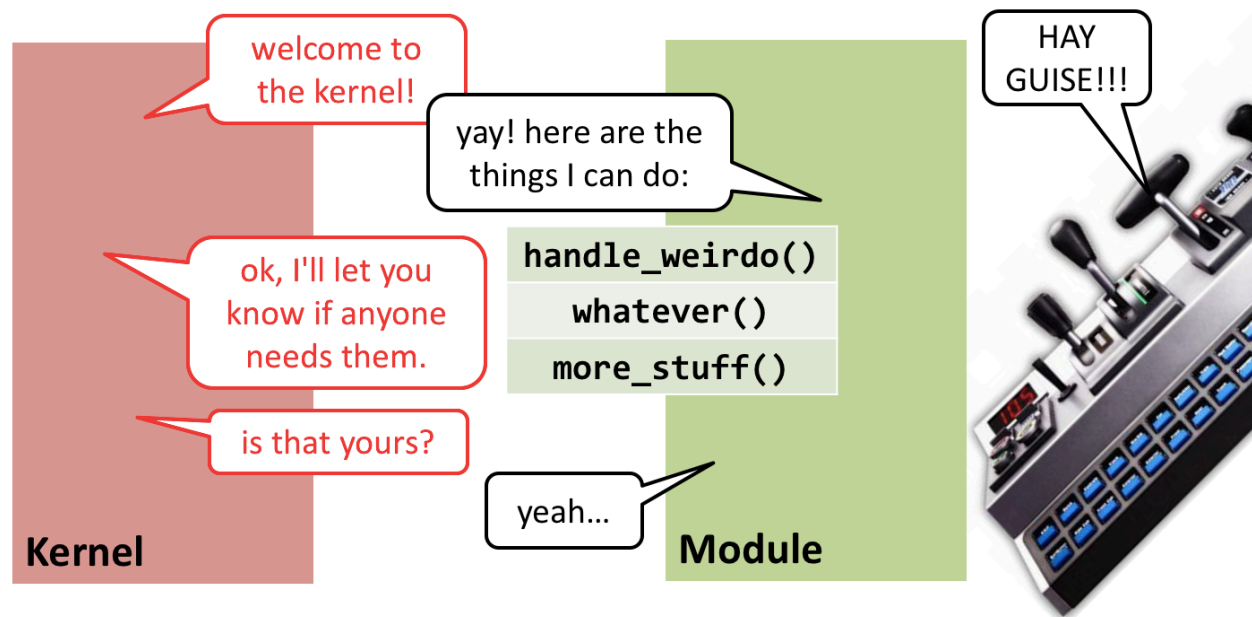 welcome to
the kernel!
HAY
GUISE!!!
yay! here are the
things I can do:
handle_weirdo()
whatever()
more_stuff()
ok, I'll let you
know if anyone
needs them.
is that yours?
yeah...
Kernel
Module
105